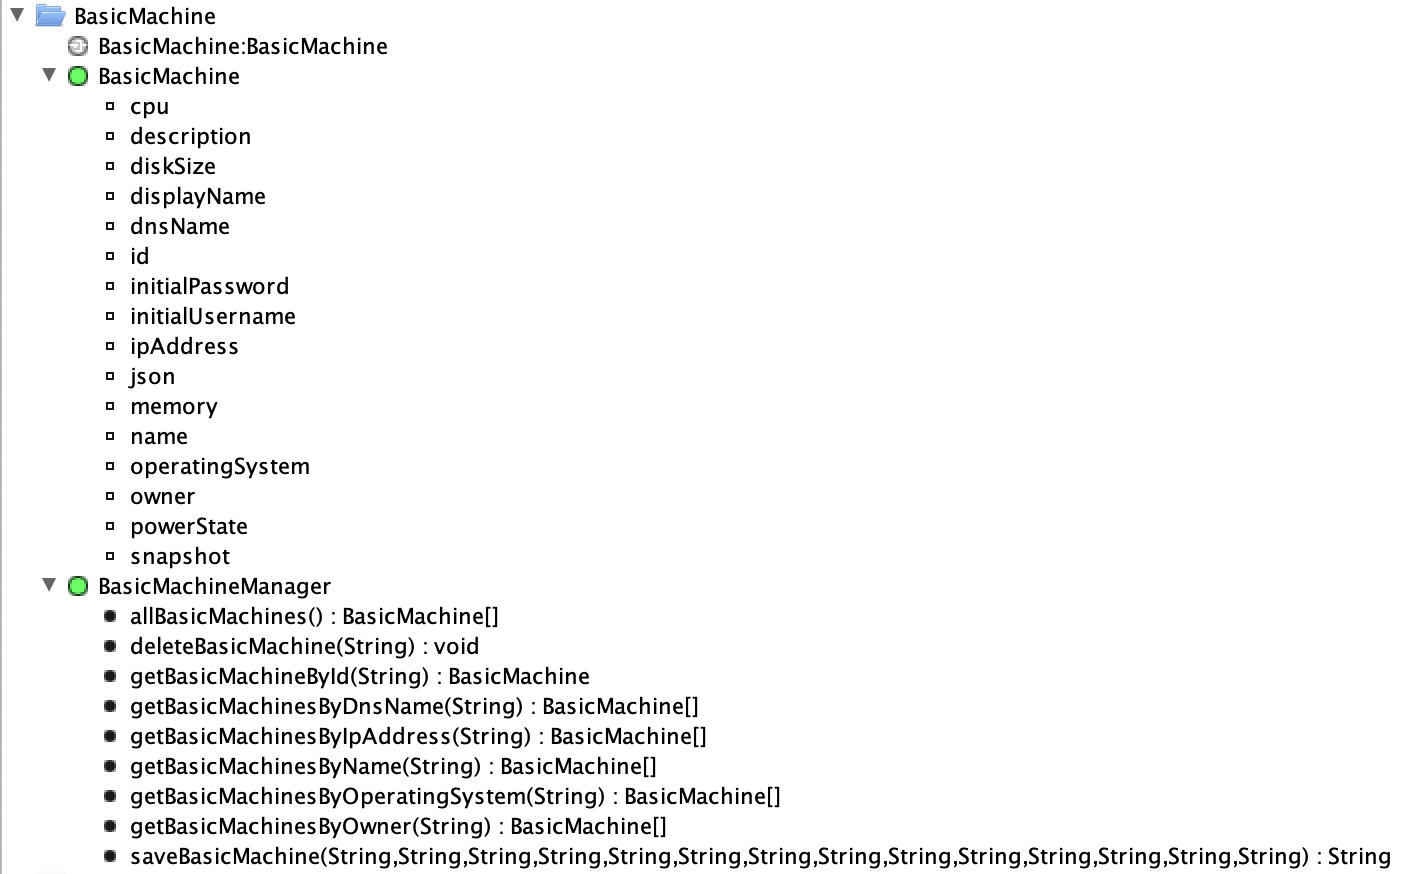 BasicMachine
BasicMachine:BasicMachine
BasicMachine
cpu
description
diskSize
displayName
dnsName
id
initialPassword
initialUsername
ipAddress
json
memory
name
operatingSystem
owner
powerState
snapshot
BasicMachineManager
allBasicMachines() : BasicMachine[]
deleteBasicMachine(String) : void
getBasicMachineById(String) : BasicMachine
getBasicMachinesByDnsName(String) : BasicMachine[]
getBasicMachinesByIpAddress(String) : BasicMachine[]
getBasicMachinesByName(String) : BasicMachine[]
getBasicMachinesByOperatingSystem(String) : BasicMachine[]
getBasicMachinesByOwner(String) : BasicMachine[]
saveBasicMachine(String,String,String,String,String,String,String,String,String,String,String,String,String,String) : String